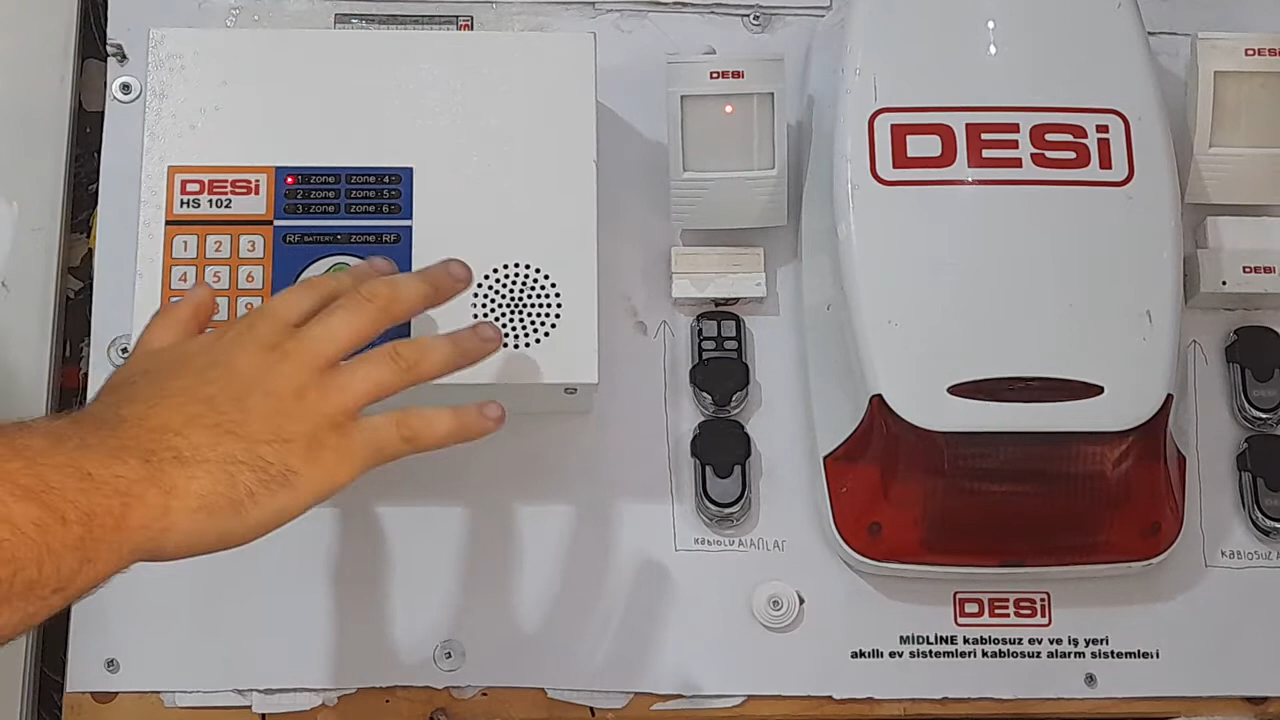 DESi
HS 102
1 - zone
zone - 4
2 - zone
zone - 5
3 - zone
zone - 6
RF BATTERY
zone - RF
1 2 3
4 5 6
DESi
DESi
DESi
DESi
KABLOLU ALANLAR
KABLOSUZ
DESi
MİDLİNE kablosuz ev ve iş yeri
akıllı ev sistemleri kablosuz alarm sistemleri